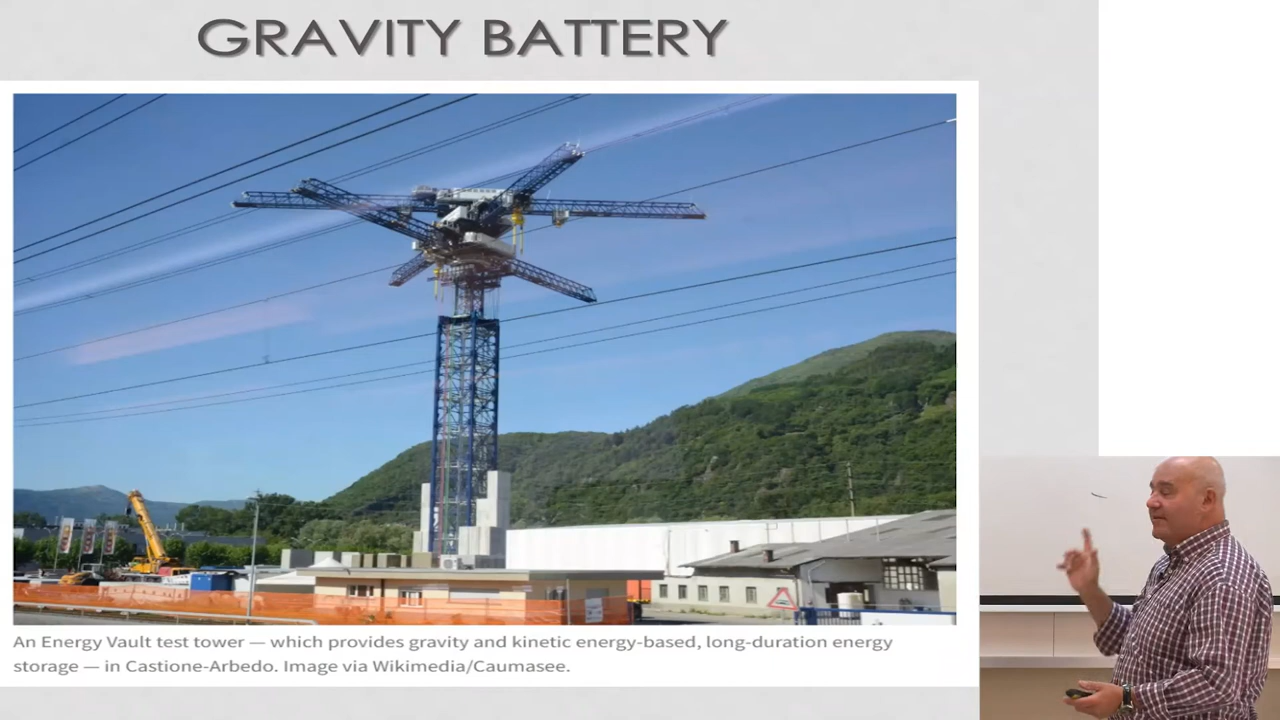 GRAVITY BATTERY
An Energy Vault test tower — which provides gravity and kinetic energy-based, long-duration energy
storage — in Castione-Arbedo. Image via Wikimedia/Caumasee.